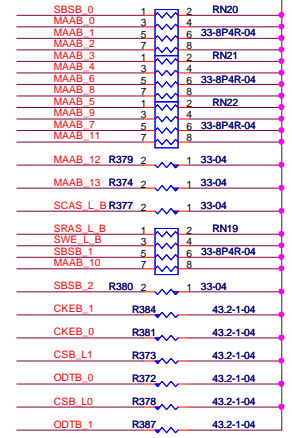 SBSB_0 1 2 RN20
MAAB_0 3 4
MAAB_1 5 6 33-8P4R-04
MAAB_2 7 8
MAAB_3 1 2 RN21
MAAB_4 3 4
MAAB_6 5 6 33-8P4R-04
MAAB_8 7 8
MAAB_5 1 2 RN22
MAAB_9 3 4
MAAB_7 5 6 33-8P4R-04
MAAB_11 7 8
MAAB_12 R379 2 1 33-04
MAAB_13 R374 2 1 33-04
SCAS_L_B R377 2 1 33-04
SRAS_L_B 1 2 RN19
SWE_L_B 3 4
SBSB_1 5 6 33-8P4R-04
MAAB_10 7 8
SBSB_2 R380 2 1 33-04
CKEB_1 R384 43.2-1-04
CKEB_0 R381 43.2-1-04
CSB_L1 R373 43.2-1-04
ODTB_0 R372 43.2-1-04
CSB_L0 R378 43.2-1-04
ODTB_1 R387 43.2-1-04